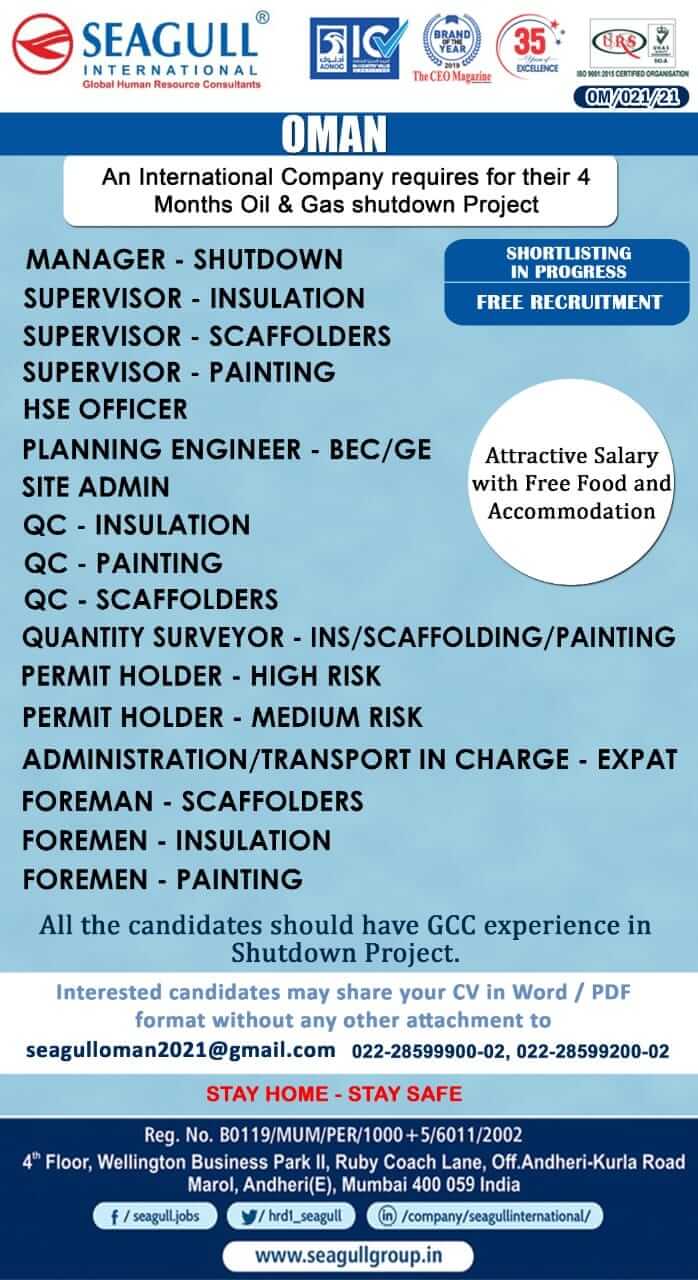 SEAGULL®
INTERNATIONAL
Global Human Resource Consultants
أدنوك
ADNOC
IC
BRAND
OF THE
YEAR
2019
The CEO Magazine
35
Years of
EXCELLENCE
URS
UKAS
ISO 9001:2015 CERTIFIED ORGANISATION
OM/021/21
OMAN
An International Company requires for their 4
Months Oil & Gas shutdown Project
MANAGER - SHUTDOWN
SUPERVISOR - INSULATION
SUPERVISOR - SCAFFOLDERS
SUPERVISOR - PAINTING
HSE OFFICER
PLANNING ENGINEER - BEC/GE
SITE ADMIN
QC - INSULATION
QC - PAINTING
QC - SCAFFOLDERS
QUANTITY SURVEYOR - INS/SCAFFOLDING/PAINTING
PERMIT HOLDER - HIGH RISK
PERMIT HOLDER - MEDIUM RISK
ADMINISTRATION/TRANSPORT IN CHARGE - EXPAT
FOREMAN - SCAFFOLDERS
FOREMEN - INSULATION
FOREMEN - PAINTING
SHORTLISTING
IN PROGRESS
FREE RECRUITMENT
Attractive Salary
with Free Food and
Accommodation
All the candidates should have GCC experience in
Shutdown Project.
Interested candidates may share your CV in Word / PDF
format without any other attachment to
seagulloman2021@gmail.com 022-28599900-02, 022-28599200-02
STAY HOME - STAY SAFE
Reg. No. B0119/MUM/PER/1000+5/6011/2002
4th Floor, Wellington Business Park II, Ruby Coach Lane, Off.Andheri-Kurla Road
Marol, Andheri(E), Mumbai 400 059 India
f / seagull.jobs
/ hrd1_seagull
in /company/seagullinternational/
www.seagullgroup.in